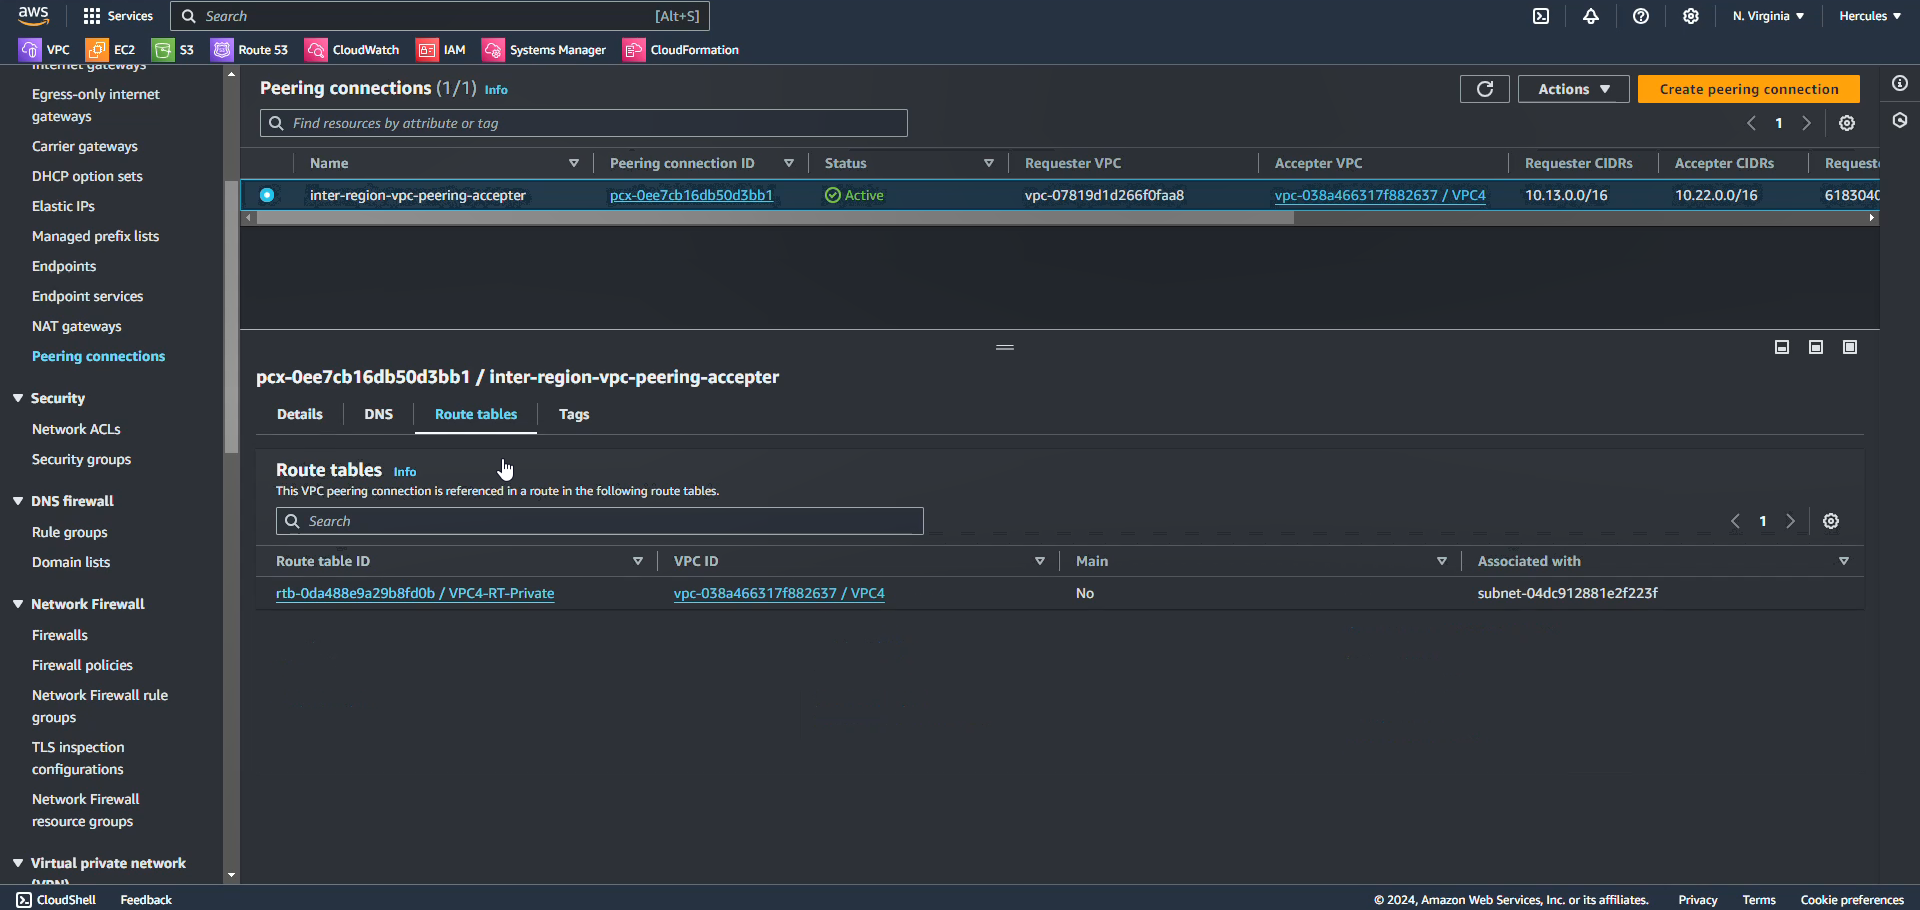 aws
Services
Search
[Alt+S]
N. Virginia
Hercules
VPC
EC2
S3
Route 53
CloudWatch
IAM
Systems Manager
CloudFormation
Internet gateways
Egress-only internet
gateways
Carrier gateways
DHCP option sets
Elastic IPs
Managed prefix lists
Endpoints
Endpoint services
NAT gateways
Peering connections
Security
Network ACLs
Security groups
DNS firewall
Rule groups
Domain lists
Network Firewall
Firewalls
Firewall policies
Network Firewall rule
groups
TLS inspection
configurations
Network Firewall
resource groups
Virtual private network
(VPN)
Peering connections (1/1) Info
Actions
Create peering connection
Find resources by attribute or tag
1
Name
Peering connection ID
Status
Requester VPC
Accepter VPC
Requester CIDRs
Accepter CIDRs
Request
inter-region-vpc-peering-accepter
pcx-0ee7cb16db50d3bb1
Active
vpc-07819d1d266f0faa8
vpc-038a466317f882637 / VPC4
10.13.0.0/16
10.22.0.0/16
618304
pcx-0ee7cb16db50d3bb1 / inter-region-vpc-peering-accepter
Details
DNS
Route tables
Tags
Route tables Info
This VPC peering connection is referenced in a route in the following route tables.
Search
1
Route table ID
VPC ID
Main
Associated with
rtb-0da488e9a29b8fd0b / VPC4-RT-Private
vpc-038a466317f882637 / VPC4
No
subnet-04dc912881e2f223f
CloudShell
Feedback
© 2024, Amazon Web Services, Inc. or its affiliates.
Privacy
Terms
Cookie preferences